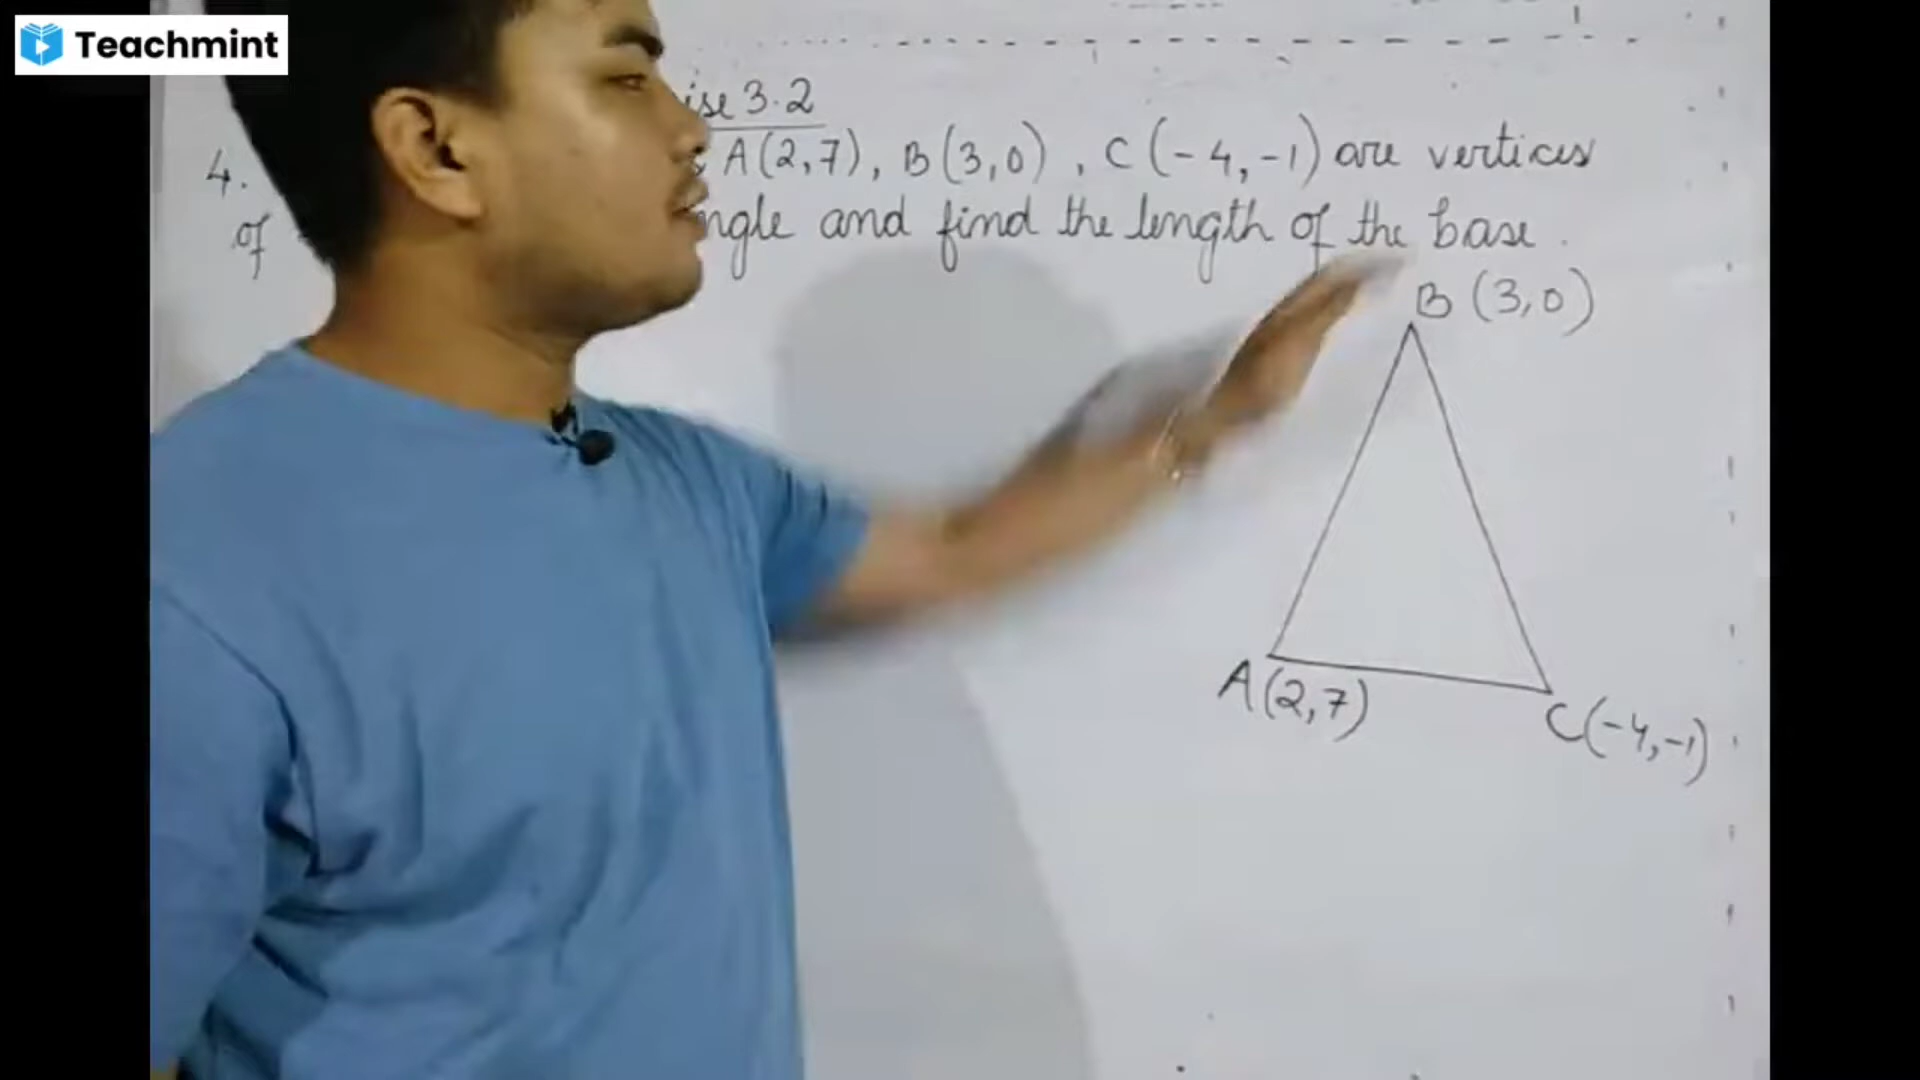 Teachmint
ise 3.2
4. A(2,7), B(3,0), C(-4,-1) are vertices
of ngle and find the length of the base.
B (3,0)
A(2,7)
C(-4,-1)